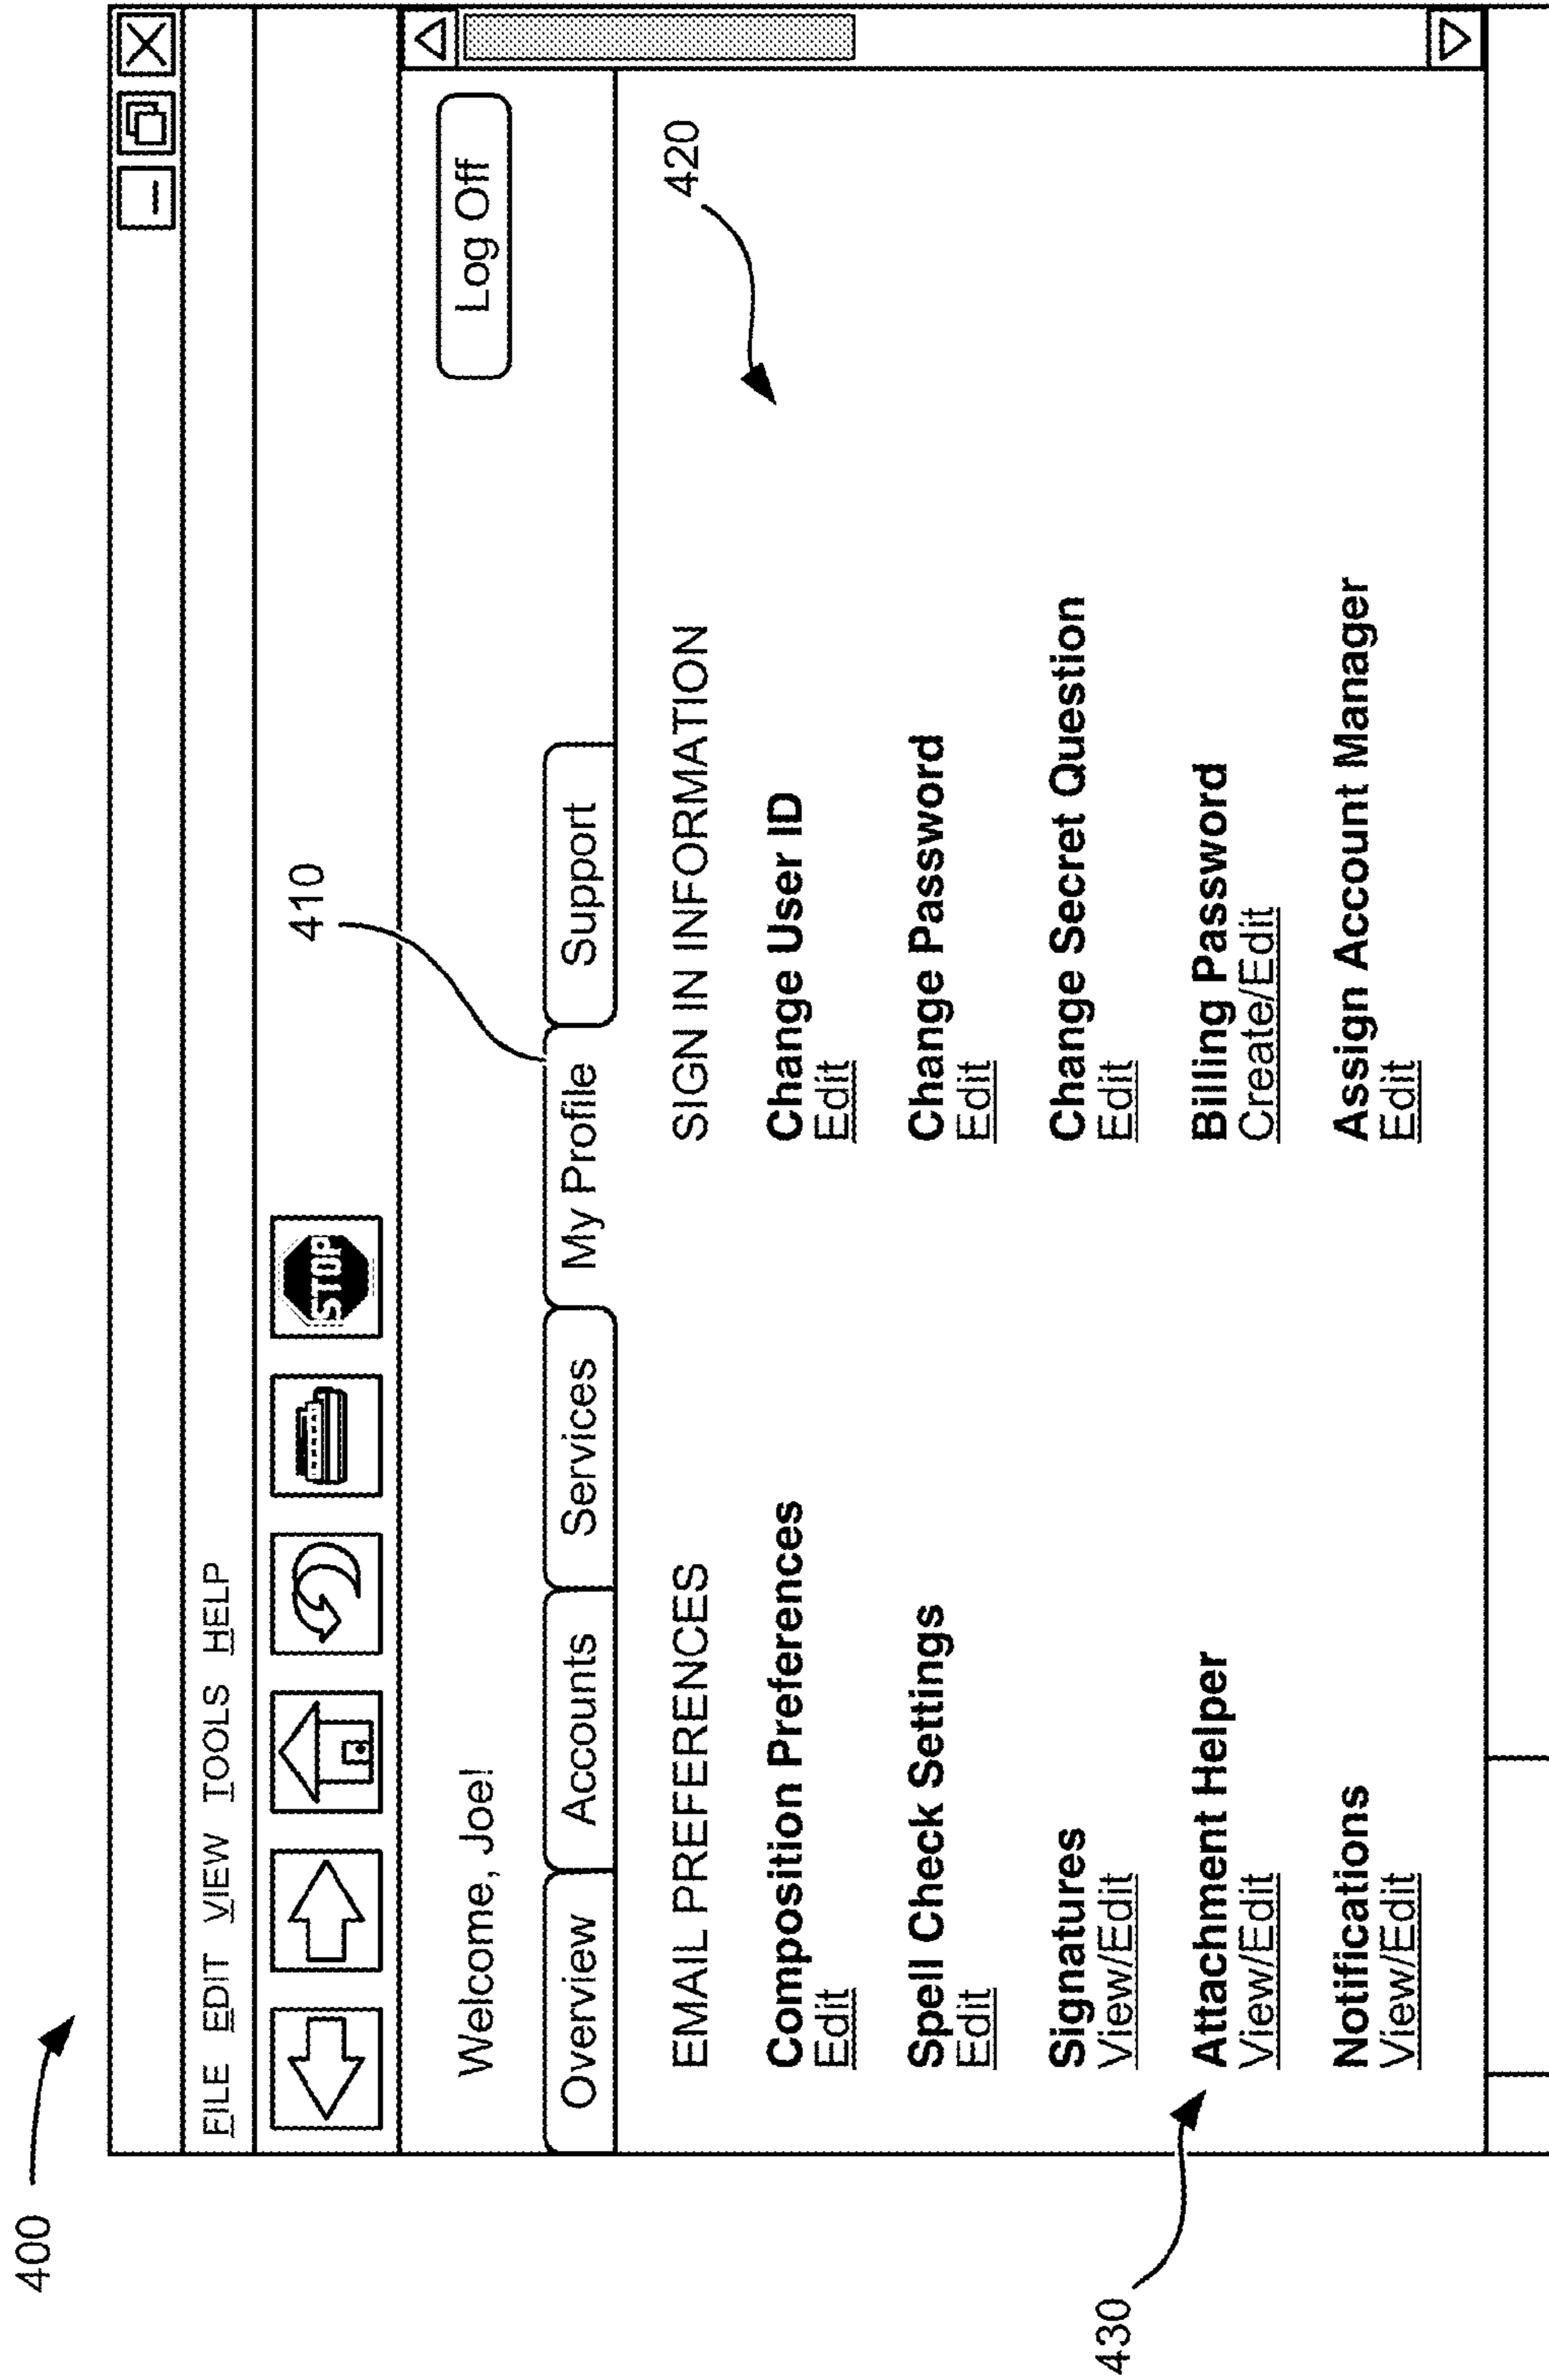 400
FILE EDIT VIEW TOOLS HELP
STOP
410
Welcome, Joe!
Log Off
Overview
Accounts
Services
My Profile
Support
420
EMAIL PREFERENCES
Composition Preferences
Edit
Spell Check Settings
Edit
Signatures
View/Edit
430
Attachment Helper
View/Edit
Notifications
View/Edit
SIGN IN INFORMATION
Change User ID
Edit
Change Password
Edit
Change Secret Question
Edit
Billing Password
Create/Edit
Assign Account Manager
Edit